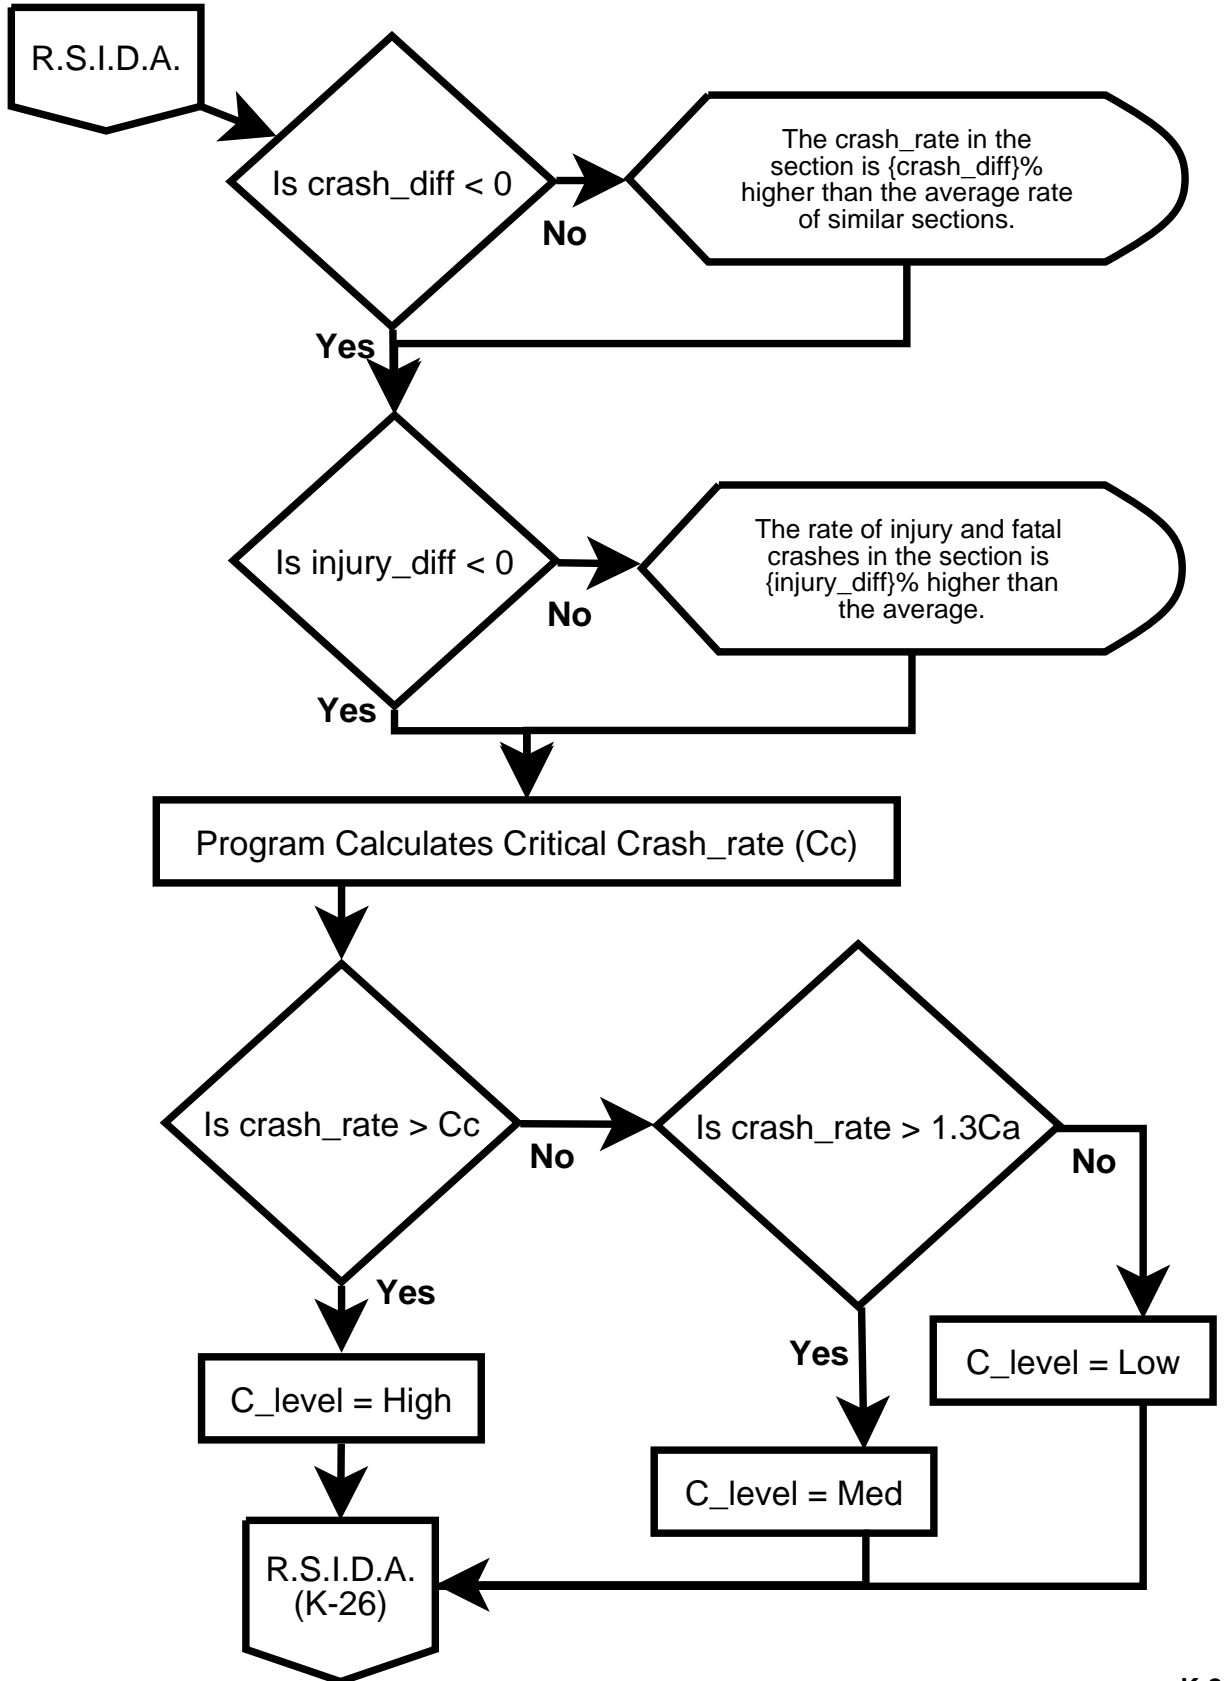 R.S.I.D.A.
Is crash_diff < 0
The crash_rate in the
section is {crash_diff}%
higher than the average rate
of similar sections.
No
Yes
Is injury_diff < 0
The rate of injury and fatal
crashes in the section is
{injury_diff}% higher than
the average.
No
Yes
Program Calculates Critical Crash_rate (Cc)
Is crash_rate > Cc
No
Is crash_rate > 1.3Ca
No
Yes
Yes
C_level = Low
C_level = High
C_level = Med
R.S.I.D.A.
(K-26)